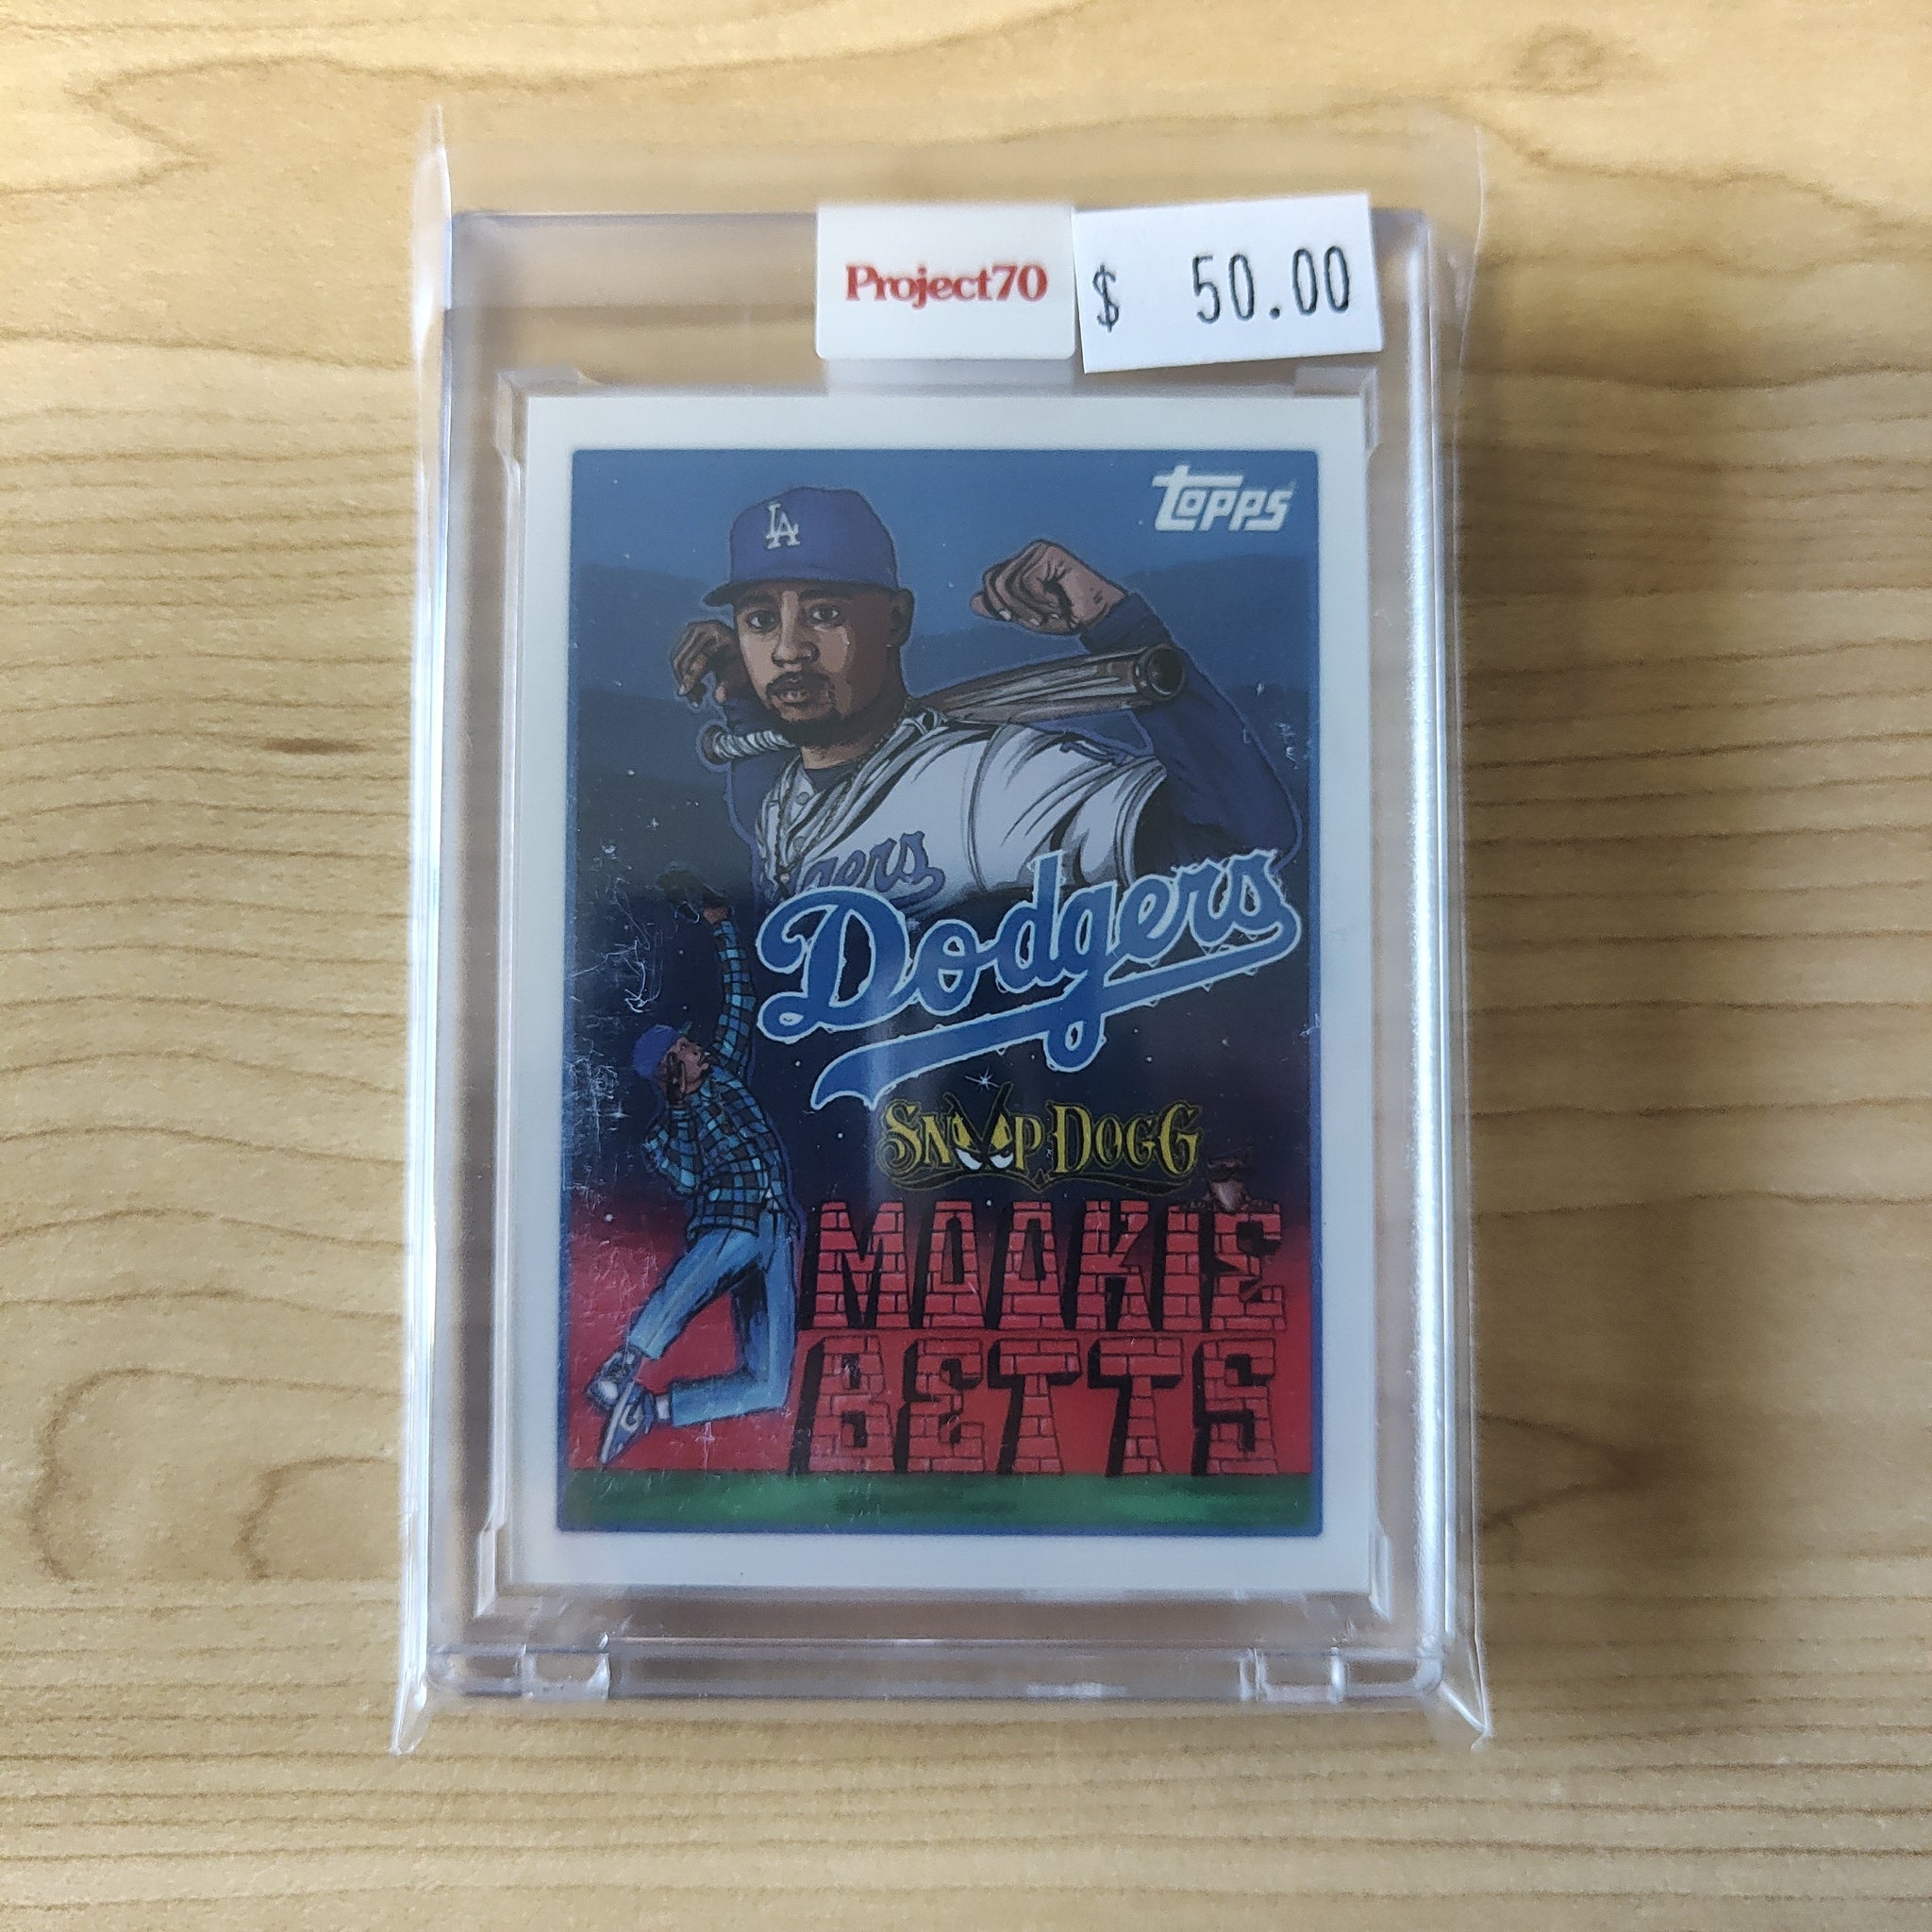 Project70
$ 50.00
topps
LA
Dodgers
SNOOP DOGG
MOOKIE
BETTS